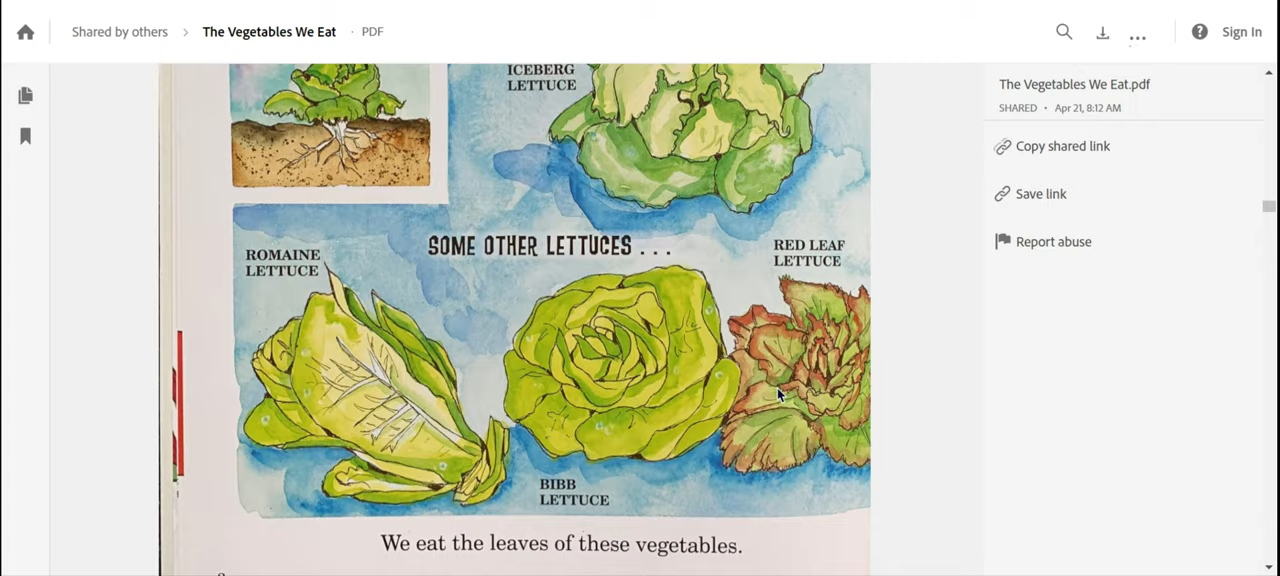 Shared by others > The Vegetables We Eat · PDF
... Sign In
The Vegetables We Eat.pdf
SHARED • Apr 21, 8:12 AM
Copy shared link
Save link
Report abuse
ICEBERG
LETTUCE
SOME OTHER LETTUCES . . .
ROMAINE
LETTUCE
RED LEAF
LETTUCE
BIBB
LETTUCE
We eat the leaves of these vegetables.